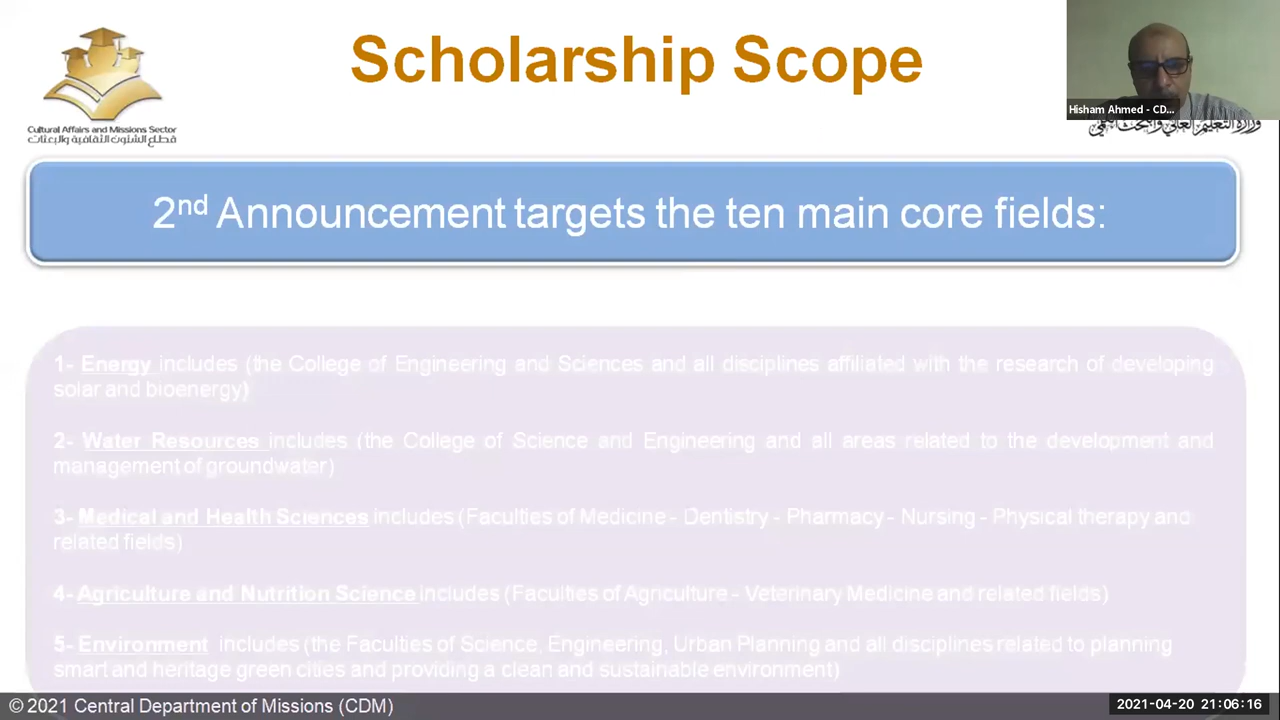 Scholarship Scope
Hisham Ahmed - CD...
Cultural Affairs and Missions Sector
قطاع الشئون الثقافية والبعثات
وزارة التعليم العالي والبحث العلمي
2nd Announcement targets the ten main core fields:
1- Energy includes (the College of Engineering and Sciences and all disciplines affiliated with the research of developing
solar and bioenergy)
2- Water Resources includes (the College of Science and Engineering and all areas related to the development and
management of groundwater)
3- Medical and Health Sciences includes (Faculties of Medicine - Dentistry - Pharmacy - Nursing - Physical therapy and
related fields)
4- Agriculture and Nutrition Science includes (Faculties of Agriculture - Veterinary Medicine and related fields)
5- Environment includes (the Faculties of Science, Engineering, Urban Planning and all disciplines related to planning
smart and heritage green cities and providing a clean and sustainable environment)
© 2021 Central Department of Missions (CDM)
2021-04-20 21:06:16